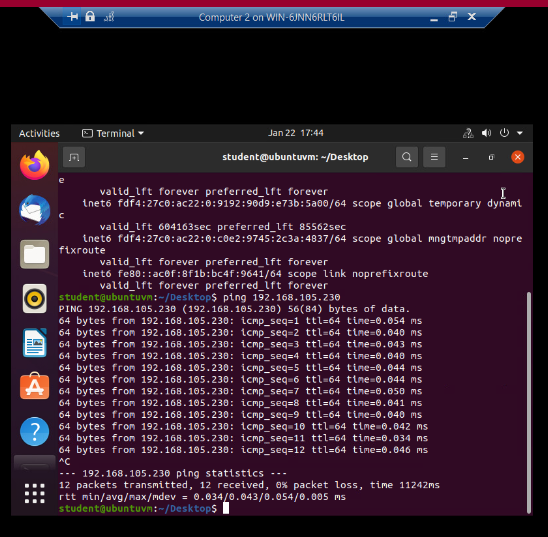 Computer 2 on WIN-6JNN6RLT6IL
Activities Terminal Jan 22 17:44
student@ubuntuvm: ~/Desktop
e
valid_lft forever preferred_lft forever
inet6 fdf4:27c0:ac22:0:9192:90d9:e73b:5a00/64 scope global temporary dynami
c
valid_lft 604163sec preferred_lft 85562sec
inet6 fdf4:27c0:ac22:0:c0e2:9745:2c3a:4837/64 scope global mngtmpaddr nopre
fixroute
valid_lft forever preferred_lft forever
inet6 fe80::ac0f:8f1b:bc4f:9641/64 scope link noprefixroute
valid_lft forever preferred_lft forever
student@ubuntuvm:~/Desktop$ ping 192.168.105.230
PING 192.168.105.230 (192.168.105.230) 56(84) bytes of data.
64 bytes from 192.168.105.230: icmp_seq=1 ttl=64 time=0.054 ms
64 bytes from 192.168.105.230: icmp_seq=2 ttl=64 time=0.040 ms
64 bytes from 192.168.105.230: icmp_seq=3 ttl=64 time=0.043 ms
64 bytes from 192.168.105.230: icmp_seq=4 ttl=64 time=0.040 ms
64 bytes from 192.168.105.230: icmp_seq=5 ttl=64 time=0.044 ms
64 bytes from 192.168.105.230: icmp_seq=6 ttl=64 time=0.044 ms
64 bytes from 192.168.105.230: icmp_seq=7 ttl=64 time=0.050 ms
64 bytes from 192.168.105.230: icmp_seq=8 ttl=64 time=0.041 ms
64 bytes from 192.168.105.230: icmp_seq=9 ttl=64 time=0.040 ms
64 bytes from 192.168.105.230: icmp_seq=10 ttl=64 time=0.042 ms
64 bytes from 192.168.105.230: icmp_seq=11 ttl=64 time=0.034 ms
64 bytes from 192.168.105.230: icmp_seq=12 ttl=64 time=0.046 ms
^C
--- 192.168.105.230 ping statistics ---
12 packets transmitted, 12 received, 0% packet loss, time 11242ms
rtt min/avg/max/mdev = 0.034/0.043/0.054/0.005 ms
student@ubuntuvm:~/Desktop$